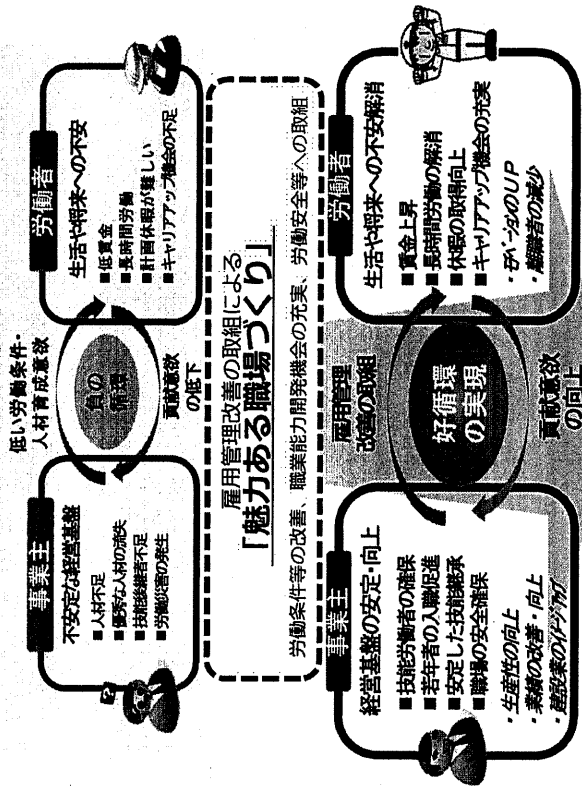 事業主
不安定な経営基盤
■人材不足
■優秀な人材の流失
■技能後継者不足
■労働災害の発生
低い労働条件・
人材育成意欲
負の
循環
貢献意欲
の低下
労働者
生活や将来への不安
■低賃金
■長時間労働
■計画休暇が難しい
■キャリアアップ機会の不足
雇用管理改善の取組による
「魅力ある職場づくり」
労働条件等の改善、職業能力開発機会の充実、労働安全等への取組
事業主
経営基盤の安定・向上
■技能労働者の確保
■若年者の入職促進
■安定した技能継承
■職場の安全確保
・生産性の向上
・業績の改善・向上
・建設業のイメージアップ
雇用管理
改善の取組
好循環
の実現
貢献意欲
の向上
労働者
生活や将来への不安解消
■賃金上昇
■長時間労働の解消
■休暇の取得向上
■キャリアアップ機会の充実
・モチベーションのUP
・離職者の減少